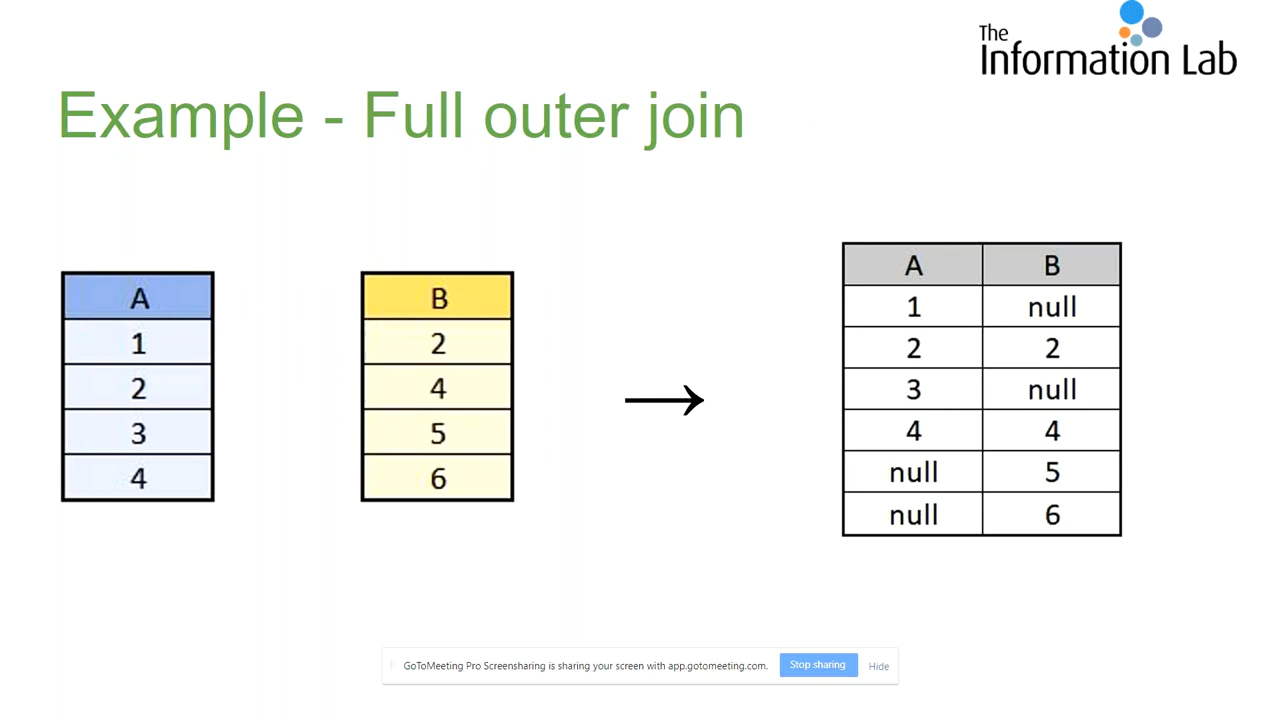 The
Information Lab
Example - Full outer join
A
1
2
3
4
B
2
4
5
6
→
A B
1 null
2 2
3 null
4 4
null 5
null 6
GoToMeeting Pro Screensharing is sharing your screen with app.gotomeeting.com. Stop sharing Hide